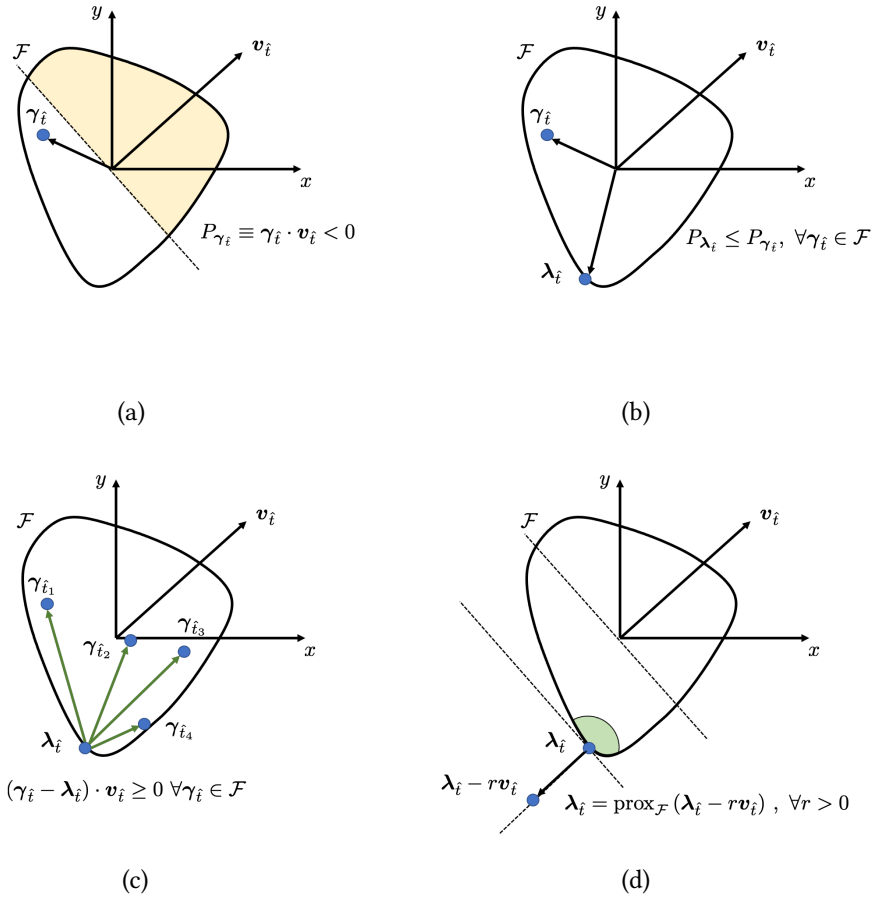 y
𝓕
𝒗_t̂
𝜸_t̂
x
P_𝜸_t̂ ≡ 𝜸_t̂ · 𝒗_t̂ < 0
(a)
y
𝓕
𝒗_t̂
𝜸_t̂
x
P_𝝀_t̂ ≤ P_𝜸_t̂, ∀𝜸_t̂ ∈ 𝓕
𝝀_t̂
(b)
y
𝓕
𝒗_t̂
𝜸_t̂₁
𝜸_t̂₃
𝜸_t̂₂
x
𝜸_t̂₄
𝝀_t̂
(𝜸_t̂ − 𝝀_t̂) · 𝒗_t̂ ≥ 0 ∀𝜸_t̂ ∈ 𝓕
(c)
y
𝓕
𝒗_t̂
x
𝝀_t̂
𝝀_t̂ − r𝒗_t̂
𝝀_t̂ = prox_𝓕 (𝝀_t̂ − r𝒗_t̂) , ∀r > 0
(d)